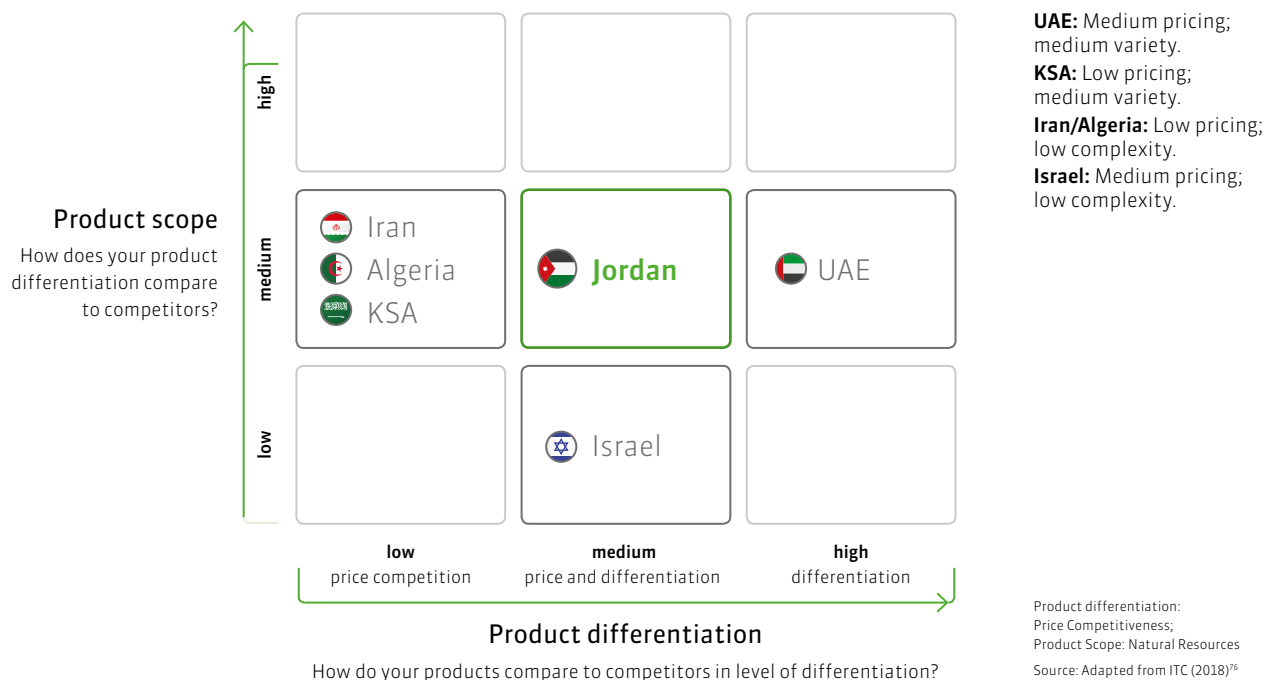 UAE: Medium pricing;
medium variety.
KSA: Low pricing;
medium variety.
Iran/Algeria: Low pricing;
low complexity.
Israel: Medium pricing;
low complexity.
Product scope
How does your product
differentiation compare
to competitors?
high
medium
low
Iran
Algeria
KSA
Jordan
UAE
Israel
low
price competition
medium
price and differentiation
high
differentiation
Product differentiation
How do your products compare to competitors in level of differentiation?
Product differentiation:
Price Competitiveness;
Product Scope: Natural Resources
Source: Adapted from ITC (2018)76